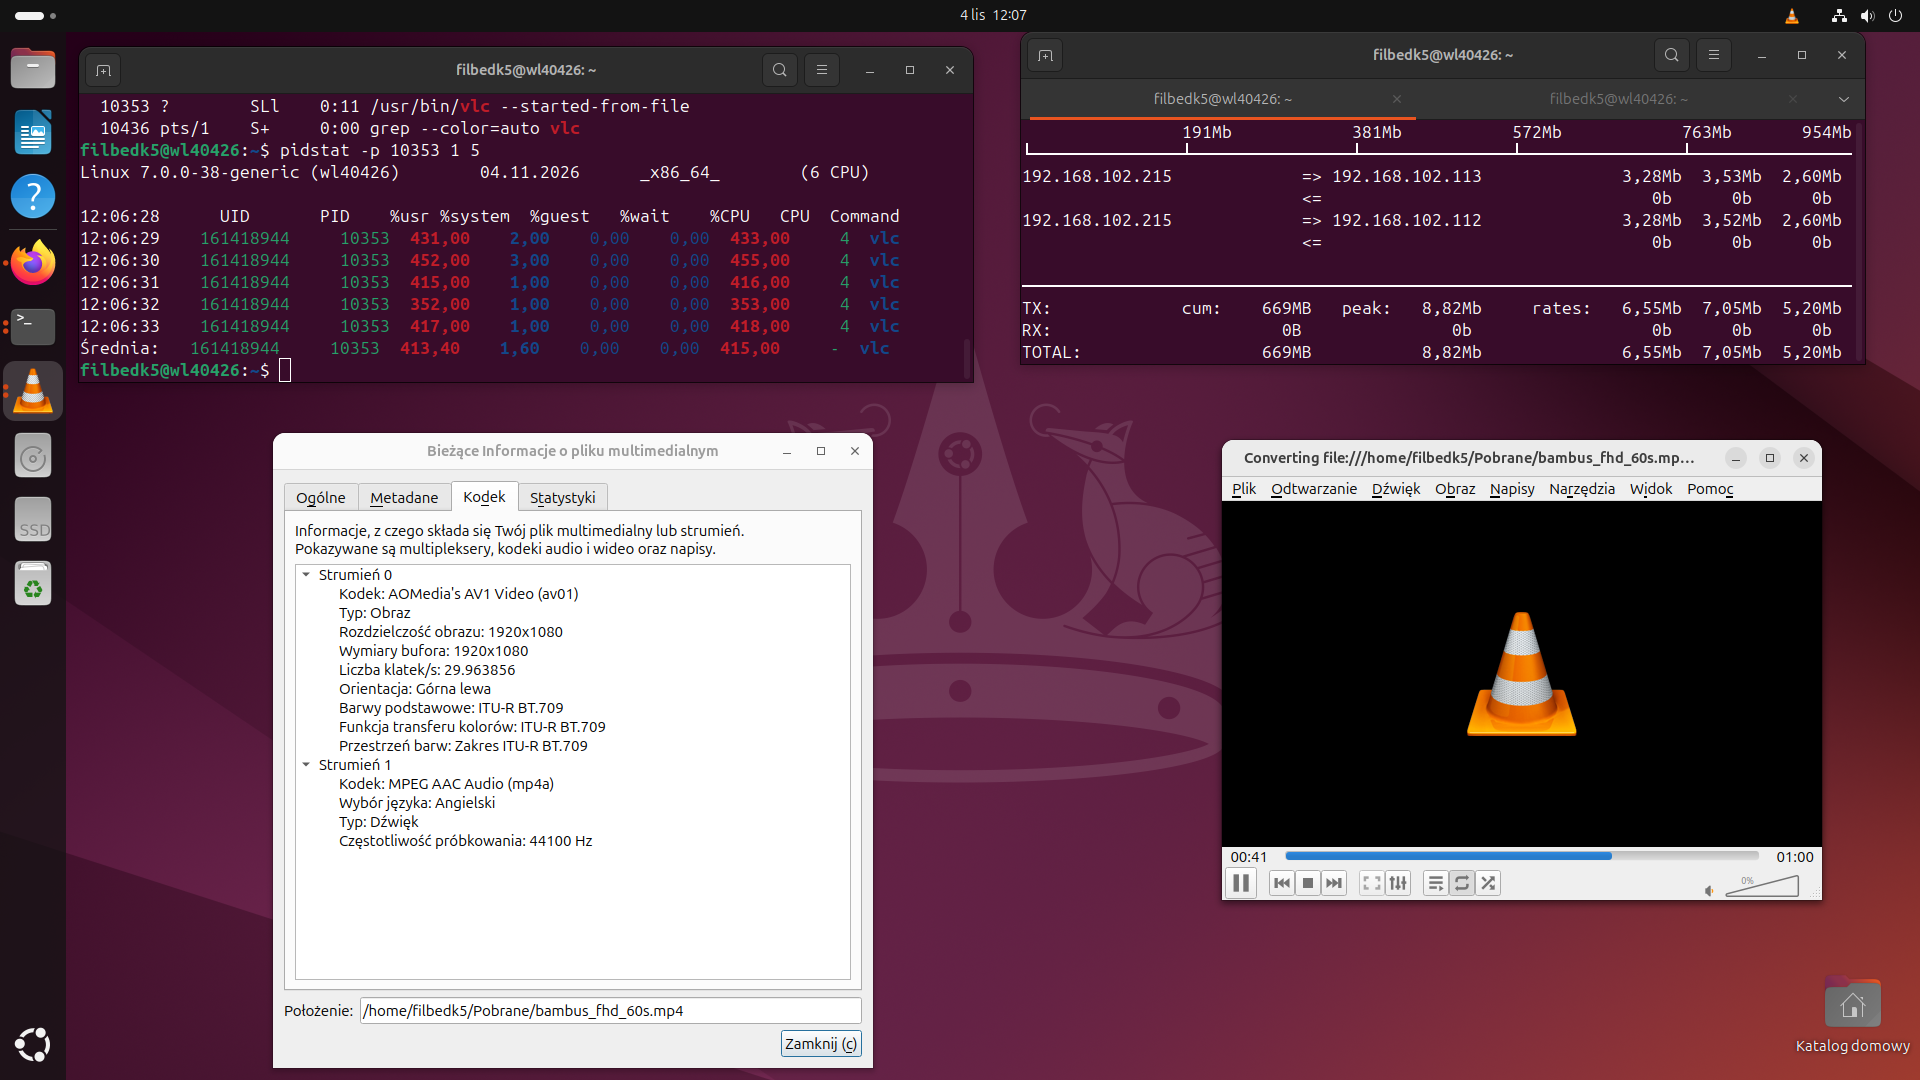 4 lis 12:07
filbedk5@wl40426: ~
10353 ? SLl 0:11 /usr/bin/vlc --started-from-file
10436 pts/1 S+ 0:00 grep --color=auto vlc
filbedk5@wl40426:~$ pidstat -p 10353 1 5
Linux 7.0.0-38-generic (wl40426) 04.11.2026 _x86_64_ (6 CPU)
12:06:28 UID PID %usr %system %guest %wait %CPU CPU Command
12:06:29 161418944 10353 431,00 2,00 0,00 0,00 433,00 4 vlc
12:06:30 161418944 10353 452,00 3,00 0,00 0,00 455,00 4 vlc
12:06:31 161418944 10353 415,00 1,00 0,00 0,00 416,00 4 vlc
12:06:32 161418944 10353 352,00 1,00 0,00 0,00 353,00 4 vlc
12:06:33 161418944 10353 417,00 1,00 0,00 0,00 418,00 4 vlc
Średnia: 161418944 10353 413,40 1,60 0,00 0,00 415,00 - vlc
filbedk5@wl40426:~$
filbedk5@wl40426: ~
filbedk5@wl40426: ~ filbedk5@wl40426: ~
191Mb 381Mb 572Mb 763Mb 954Mb
192.168.102.215 => 192.168.102.113 3,28Mb 3,53Mb 2,60Mb
<= 0b 0b 0b
192.168.102.215 => 192.168.102.112 3,28Mb 3,52Mb 2,60Mb
<= 0b 0b 0b
TX: cum: 669MB peak: 8,82Mb rates: 6,55Mb 7,05Mb 5,20Mb
RX: 0B 0b 0b 0b 0b
TOTAL: 669MB 8,82Mb 6,55Mb 7,05Mb 5,20Mb
SSD
Bieżące Informacje o pliku multimedialnym
Ogólne Metadane Kodek Statystyki
Informacje, z czego składa się Twój plik multimedialny lub strumień.
Pokazywane są multipleksery, kodeki audio i wideo oraz napisy.
Strumień 0
Kodek: AOMedia's AV1 Video (av01)
Typ: Obraz
Rozdzielczość obrazu: 1920x1080
Wymiary bufora: 1920x1080
Liczba klatek/s: 29.963856
Orientacja: Górna lewa
Barwy podstawowe: ITU-R BT.709
Funkcja transferu kolorów: ITU-R BT.709
Przestrzeń barw: Zakres ITU-R BT.709
Strumień 1
Kodek: MPEG AAC Audio (mp4a)
Wybór języka: Angielski
Typ: Dźwięk
Częstotliwość próbkowania: 44100 Hz
Położenie: /home/filbedk5/Pobrane/bambus_fhd_60s.mp4
Zamknij (c)
Converting file:///home/filbedk5/Pobrane/bambus_fhd_60s.mp...
Plik Odtwarzanie Dźwięk Obraz Napisy Narzędzia Widok Pomoc
00:41 01:00
0%
Katalog domowy